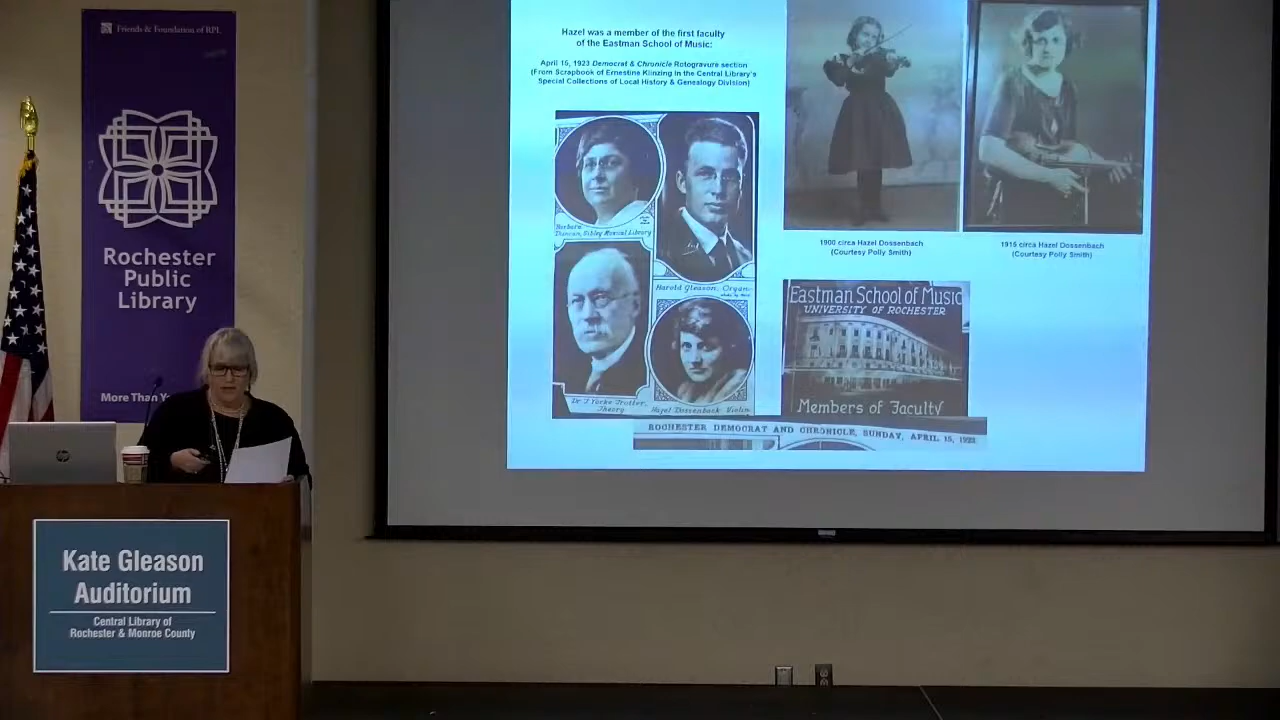 Friends & Foundation of RPL
Rochester
Public
Library
More Than
hp
Kate Gleason
Auditorium
Central Library of
Rochester & Monroe County
Hazel was a member of the first faculty
of the Eastman School of Music:
April 15, 1923 Democrat & Chronicle Rotogravure section
(From Scrapbook of Ernestine Klinzing in the Central Library's
Special Collections of Local History & Genealogy Division)
Barbara
Duncan, Sibley Musical Library
Harold Gleason, Organ
Dr. J Yorke Trotter,
Theory
Hazel Dossenbach Violin
1900 circa Hazel Dossenbach
(Courtesy Polly Smith)
1915 circa Hazel Dossenbach
(Courtesy Polly Smith)
Eastman School of Music
UNIVERSITY OF ROCHESTER
Members of Faculty
ROCHESTER DEMOCRAT AND CHRONICLE, SUNDAY, APRIL 15, 1923